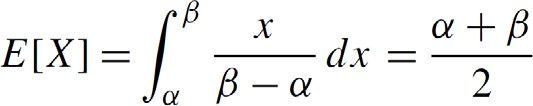 E[X] = ∫_α^β x/(β − α) dx = (α + β)/2